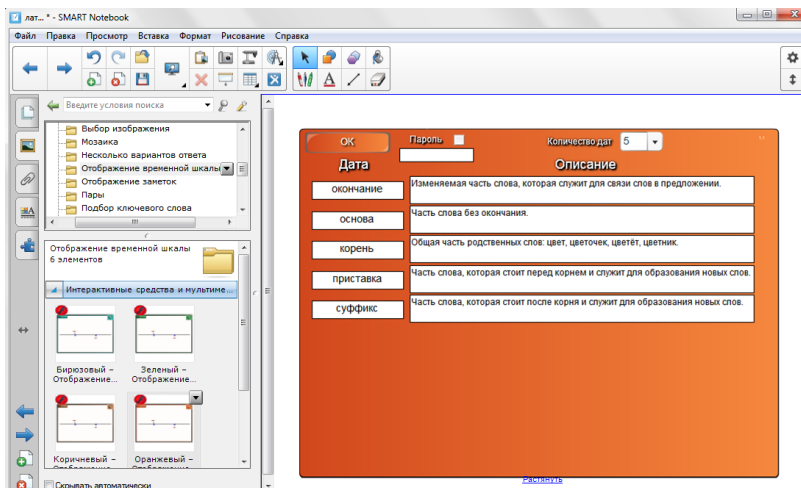 лат... * - SMART Notebook
Файл Правка Просмотр Вставка Формат Рисование Справка
Введите условия поиска
Выбор изображения
Мозаика
Несколько вариантов ответа
Отображение временной шкалы
Отображение заметок
Пары
Подбор ключевого слова
Отображение временной шкалы
6 элементов
Интерактивные средства и мультиме...
Бирюзовый –
Отображение...
Зеленый –
Отображение...
Коричневый –
Оранжевый –
Скрывать автоматически
OK
Пароль
Количество дат 5
Дата
Описание
окончание
Изменяемая часть слова, которая служит для связи слов в предложении.
основа
Часть слова без окончания.
корень
Общая часть родственных слов: цвет, цветочек, цветёт, цветник.
приставка
Часть слова, которая стоит перед корнем и служит для образования новых слов.
суффикс
Часть слова, которая стоит после корня и служит для образования новых слов.
Растянуть